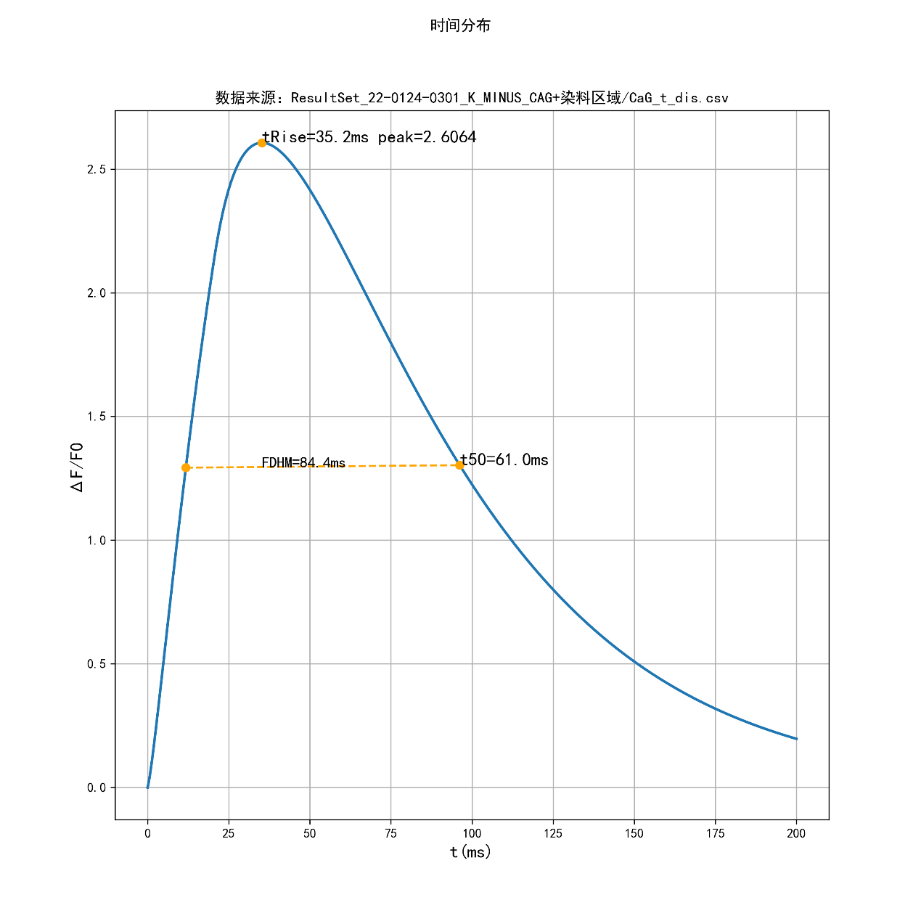 时间分布
数据来源: ResultSet_22-0124-0301_K_MINUS_CAG+染料区域/CaG_t_dis.csv
tRise=35.2ms peak=2.6064
2.5
2.0
1.5
FDHM=84.4ms
t50=61.0ms
ΔF/F0
1.0
0.5
0.0
0 25 50 75 100 125 150 175 200
t(ms)